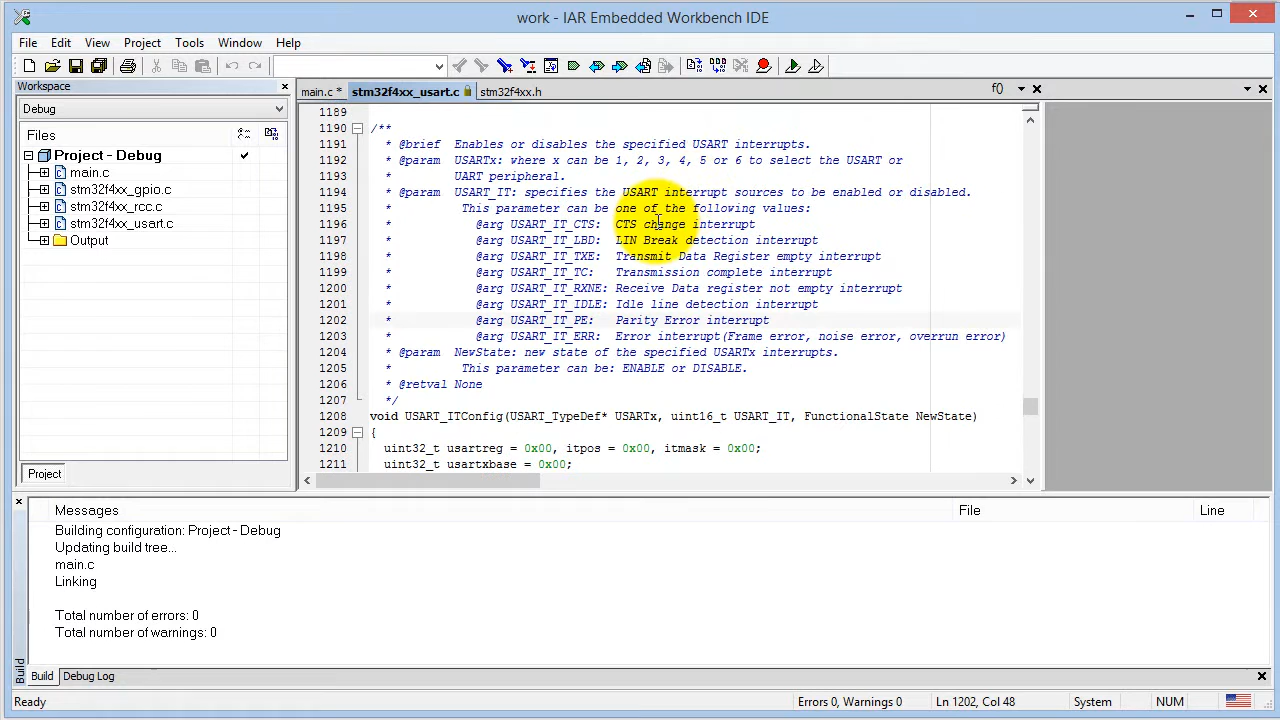 work - IAR Embedded Workbench IDE
File Edit View Project Tools Window Help
Workspace
main.c * stm32f4xx_usart.c stm32f4xx.h f0
Debug
Files
Project - Debug
main.c
stm32f4xx_gpio.c
stm32f4xx_rcc.c
stm32f4xx_usart.c
Output
Project
1189
1190 /**
1191 * @brief Enables or disables the specified USART interrupts.
1192 * @param USARTx: where x can be 1, 2, 3, 4, 5 or 6 to select the USART or
1193 * UART peripheral.
1194 * @param USART_IT: specifies the USART interrupt sources to be enabled or disabled.
1195 * This parameter can be one of the following values:
1196 * @arg USART_IT_CTS: CTS change interrupt
1197 * @arg USART_IT_LBD: LIN Break detection interrupt
1198 * @arg USART_IT_TXE: Transmit Data Register empty interrupt
1199 * @arg USART_IT_TC: Transmission complete interrupt
1200 * @arg USART_IT_RXNE: Receive Data register not empty interrupt
1201 * @arg USART_IT_IDLE: Idle line detection interrupt
1202 * @arg USART_IT_PE: Parity Error interrupt
1203 * @arg USART_IT_ERR: Error interrupt(Frame error, noise error, overrun error)
1204 * @param NewState: new state of the specified USARTx interrupts.
1205 * This parameter can be: ENABLE or DISABLE.
1206 * @retval None
1207 */
1208 void USART_ITConfig(USART_TypeDef* USARTx, uint16_t USART_IT, FunctionalState NewState)
1209 {
1210 uint32_t usartreg = 0x00, itpos = 0x00, itmask = 0x00;
1211 uint32_t usartxbase = 0x00;
Messages File Line
Building configuration: Project - Debug
Updating build tree...
main.c
Linking
Total number of errors: 0
Total number of warnings: 0
Build
Build Debug Log
Ready Errors 0, Warnings 0 Ln 1202, Col 48 System NUM